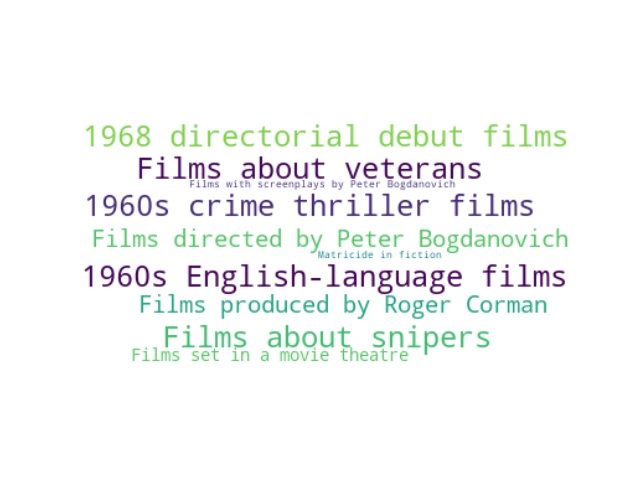 1968 directorial debut films
Films about veterans
Films with screenplays by Peter Bogdanovich
1960s crime thriller films
Films directed by Peter Bogdanovich
Matricide in fiction
1960s English-language films
Films produced by Roger Corman
Films about snipers
Films set in a movie theatre